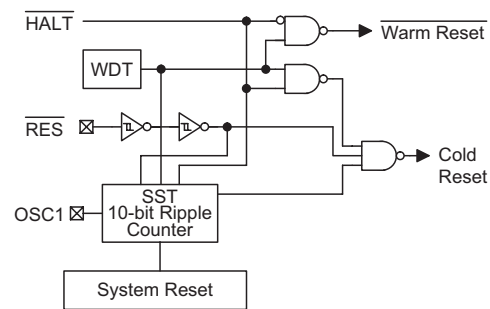 HALT
Warm Reset
WDT
RES
Cold
Reset
SST
10-bit Ripple
Counter
OSC1
System Reset